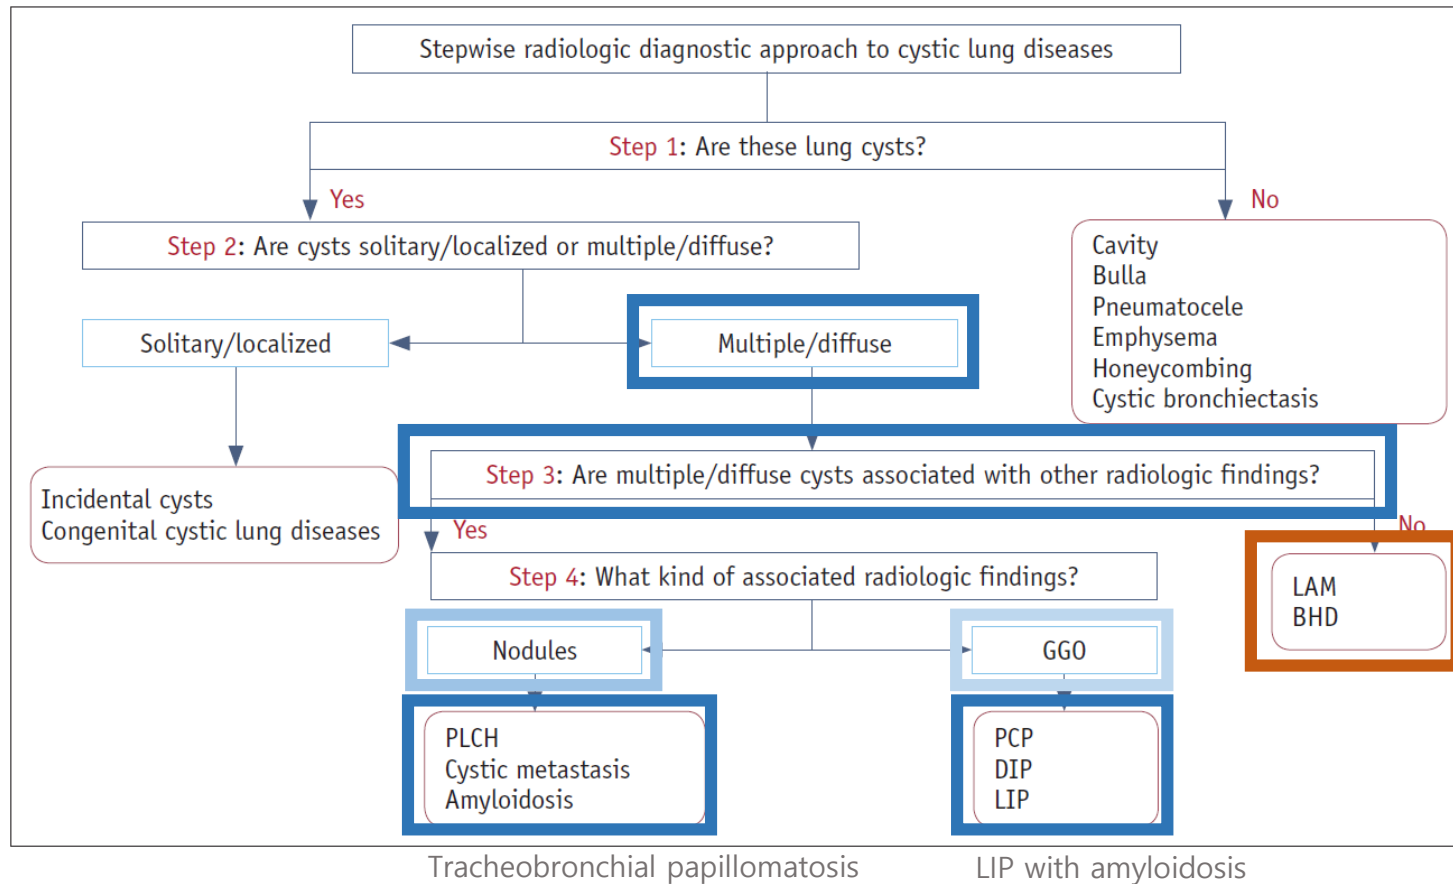 Stepwise radiologic diagnostic approach to cystic lung diseases
Step 1: Are these lung cysts?
Yes
No
Step 2: Are cysts solitary/localized or multiple/diffuse?
Cavity
Bulla
Pneumatocele
Emphysema
Honeycombing
Cystic bronchiectasis
Solitary/localized
Multiple/diffuse
Step 3: Are multiple/diffuse cysts associated with other radiologic findings?
Incidental cysts
Congenital cystic lung diseases
Yes
No
Step 4: What kind of associated radiologic findings?
LAM
BHD
Nodules
GGO
PLCH
Cystic metastasis
Amyloidosis
PCP
DIP
LIP
Tracheobronchial papillomatosis
LIP with amyloidosis